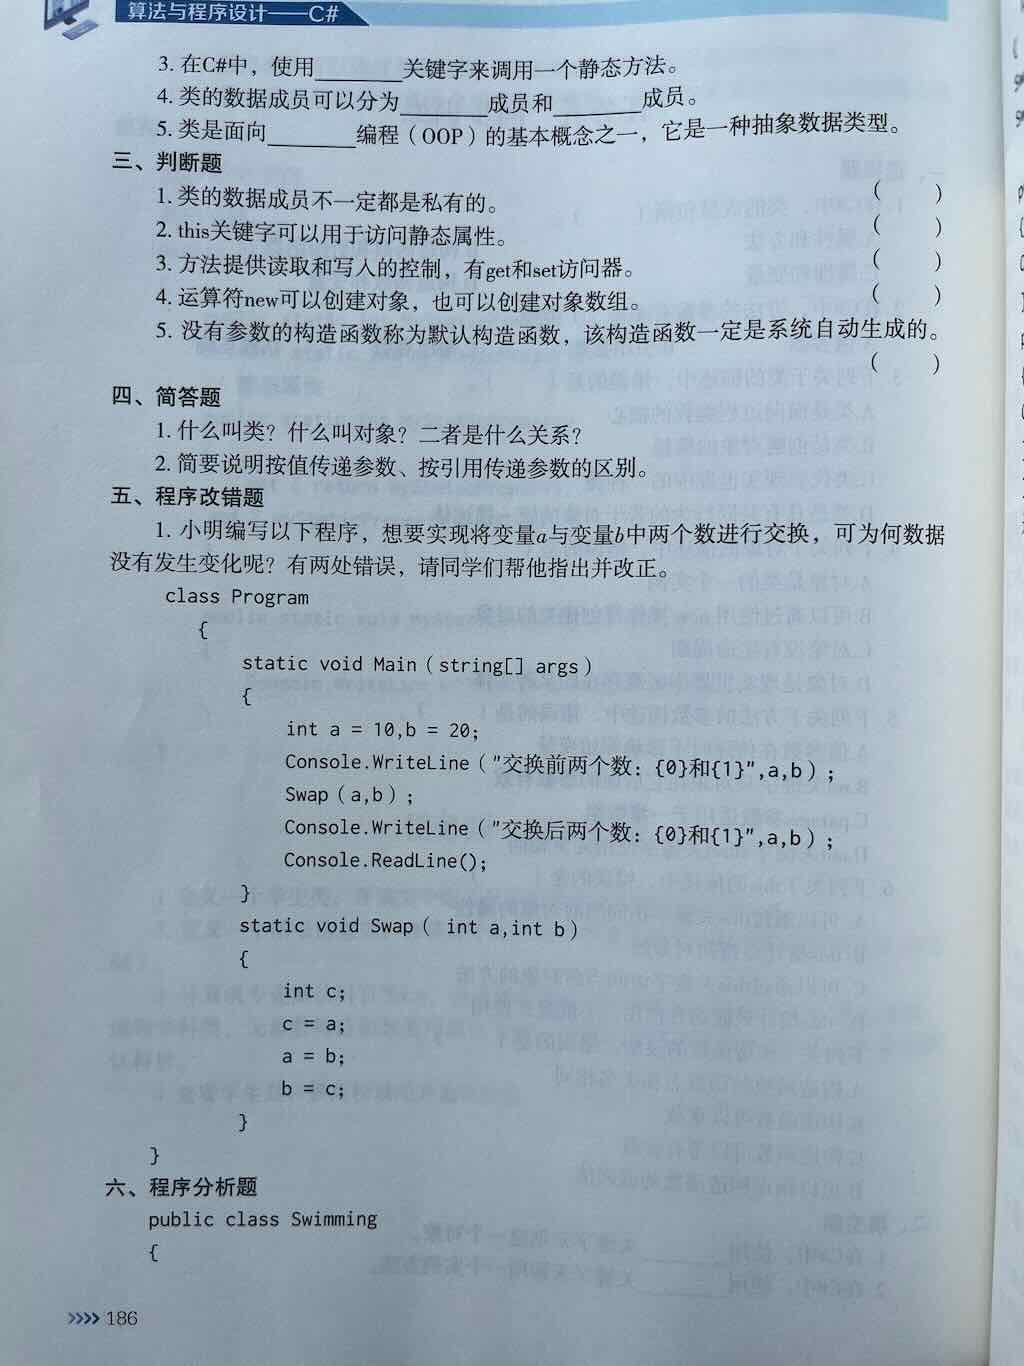 算法与程序设计——C#
3. 在C#中，使用________关键字来调用一个静态方法。
4. 类的数据成员可以分为________成员和________成员。
5. 类是面向________编程（OOP）的基本概念之一，它是一种抽象数据类型。
三、判断题
1. 类的数据成员不一定都是私有的。 （ ）
2. this关键字可以用于访问静态属性。 （ ）
3. 方法提供读取和写入的控制，有get和set访问器。 （ ）
4. 运算符new可以创建对象，也可以创建对象数组。 （ ）
5. 没有参数的构造函数称为默认构造函数，该构造函数一定是系统自动生成的。
（ ）
四、简答题
1. 什么叫类？什么叫对象？二者是什么关系？
2. 简要说明按值传递参数、按引用传递参数的区别。
五、程序改错题
1. 小明编写以下程序，想要实现将变量a与变量b中两个数进行交换，可为何数据
没有发生变化呢？有两处错误，请同学们帮他指出并改正。
class Program
{
static void Main（string[] args）
{
int a = 10,b = 20;
Console.WriteLine（"交换前两个数：{0}和{1}",a,b）;
Swap（a,b）;
Console.WriteLine（"交换后两个数：{0}和{1}",a,b）;
Console.ReadLine();
}
static void Swap（ int a,int b）
{
int c;
c = a;
a = b;
b = c;
}
}
六、程序分析题
public class Swimming
{
»»» 186